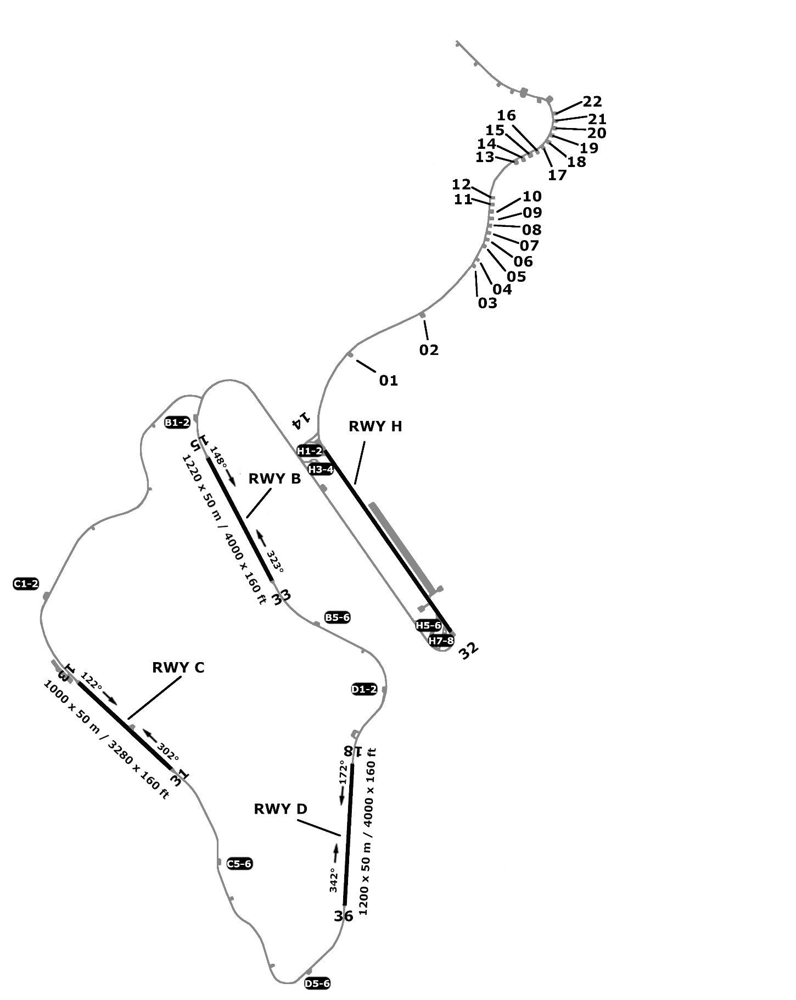 22
16
21
15
20
14
19
13
18
17
12
10
11
09
08
07
06
05
04
03
02
01
14
RWY H
B1-2
15
148°
H1-2
H3-4
RWY B
1220 x 50 m / 4000 x 160 ft
323°
33
C1-2
B5-6
H5-6
H7-8
32
13
122°
RWY C
D1-2
1000 x 50 m / 3280 x 160 ft
302°
31
18
172°
RWY D
1200 x 50 m / 4000 x 160 ft
342°
C5-6
36
D5-6